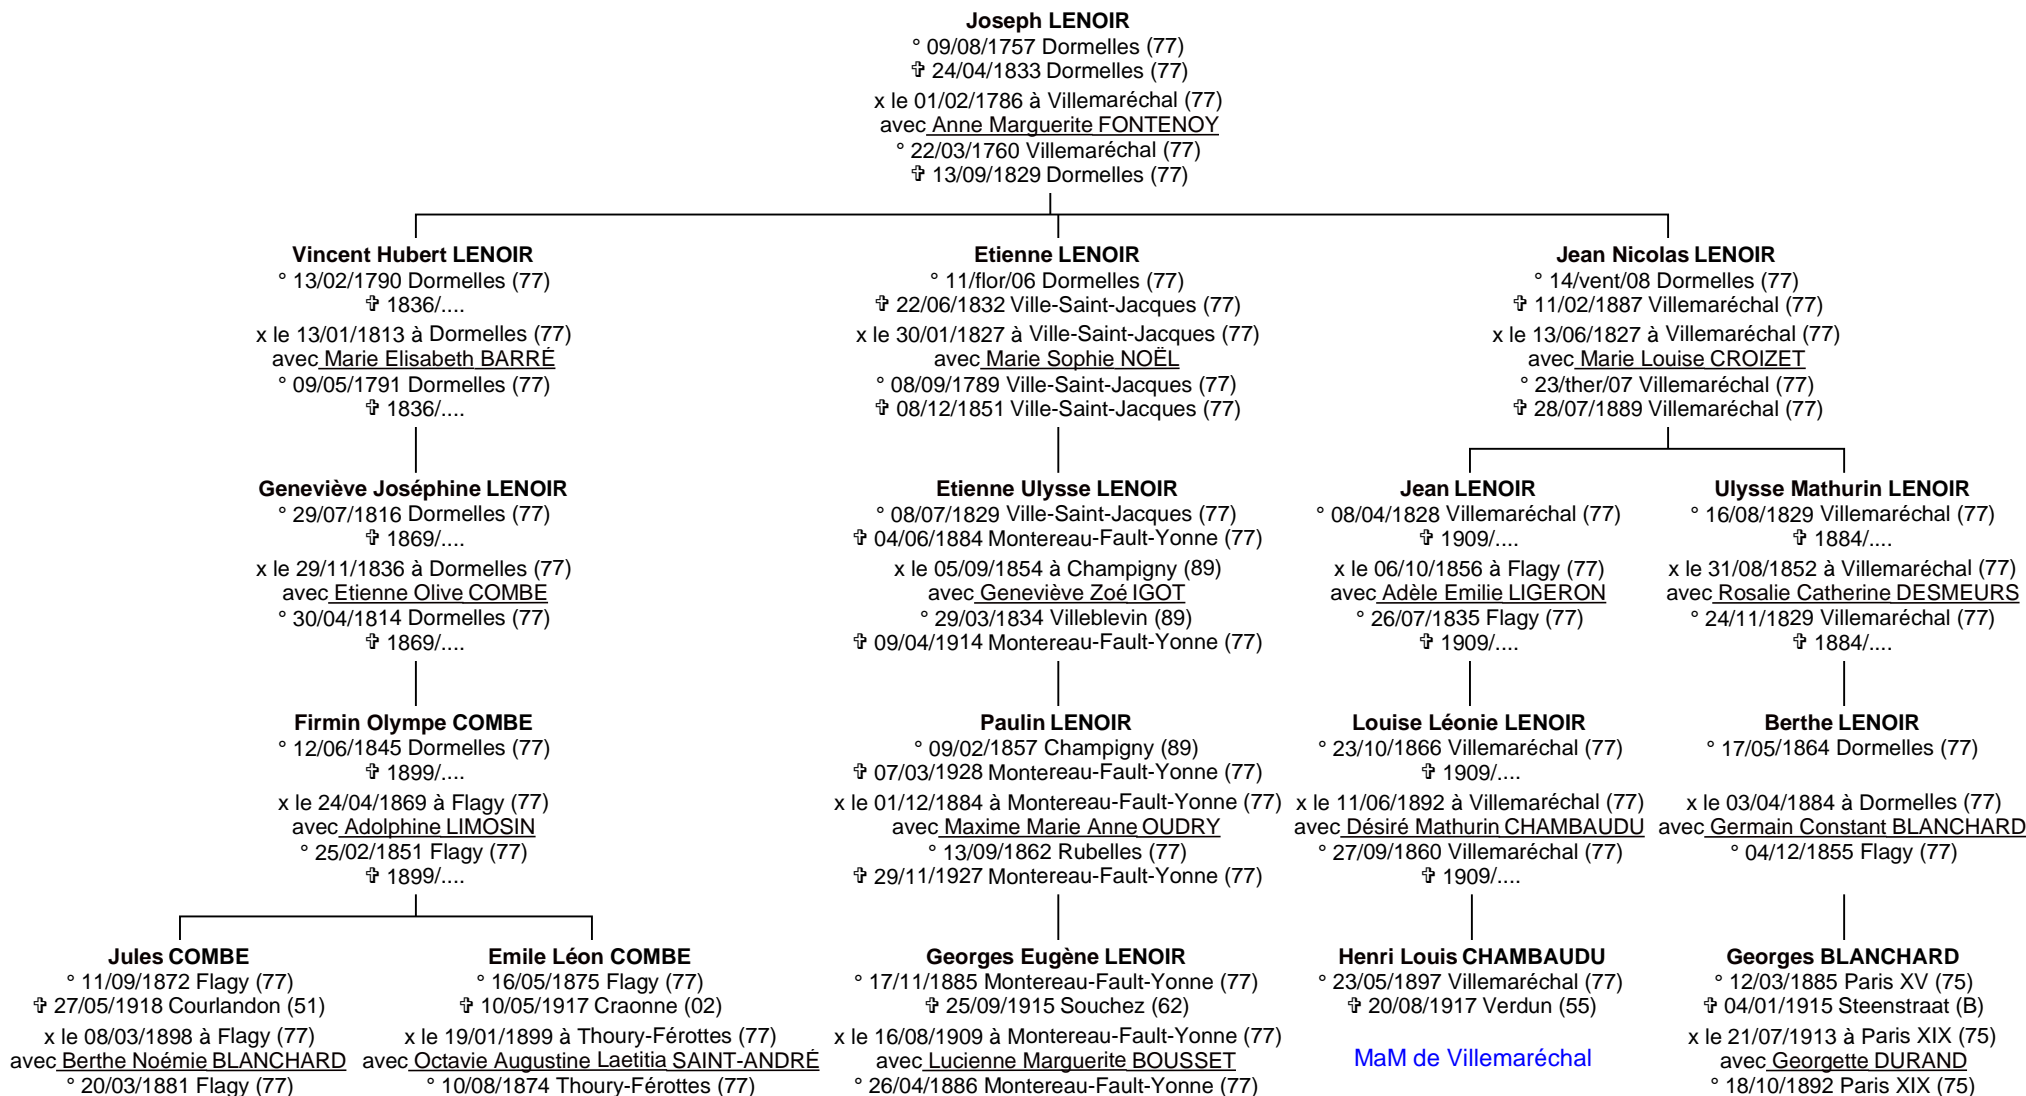 Joseph LENOIR
° 09/08/1757 Dormelles (77)
✞ 24/04/1833 Dormelles (77)
x le 01/02/1786 à Villemaréchal (77)
avec Anne Marguerite FONTENOY
° 22/03/1760 Villemaréchal (77)
✞ 13/09/1829 Dormelles (77)
Vincent Hubert LENOIR
° 13/02/1790 Dormelles (77)
✞ 1836/....
x le 13/01/1813 à Dormelles (77)
avec Marie Elisabeth BARRÉ
° 09/05/1791 Dormelles (77)
✞ 1836/....
Etienne LENOIR
° 11/flor/06 Dormelles (77)
✞ 22/06/1832 Ville-Saint-Jacques (77)
x le 30/01/1827 à Ville-Saint-Jacques (77)
avec Marie Sophie NOËL
° 08/09/1789 Ville-Saint-Jacques (77)
✞ 08/12/1851 Ville-Saint-Jacques (77)
Jean Nicolas LENOIR
° 14/vent/08 Dormelles (77)
✞ 11/02/1887 Villemaréchal (77)
x le 13/06/1827 à Villemaréchal (77)
avec Marie Louise CROIZET
° 23/ther/07 Villemaréchal (77)
✞ 28/07/1889 Villemaréchal (77)
Geneviève Joséphine LENOIR
° 29/07/1816 Dormelles (77)
✞ 1869/....
x le 29/11/1836 à Dormelles (77)
avec Etienne Olive COMBE
° 30/04/1814 Dormelles (77)
✞ 1869/....
Etienne Ulysse LENOIR
° 08/07/1829 Ville-Saint-Jacques (77)
✞ 04/06/1884 Montereau-Fault-Yonne (77)
x le 05/09/1854 à Champigny (89)
avec Geneviève Zoé IGOT
° 29/03/1834 Villeblevin (89)
✞ 09/04/1914 Montereau-Fault-Yonne (77)
Jean LENOIR
° 08/04/1828 Villemaréchal (77)
✞ 1909/....
x le 06/10/1856 à Flagy (77)
avec Adèle Emilie LIGERON
° 26/07/1835 Flagy (77)
✞ 1909/....
Ulysse Mathurin LENOIR
° 16/08/1829 Villemaréchal (77)
✞ 1884/....
x le 31/08/1852 à Villemaréchal (77)
avec Rosalie Catherine DESMEURS
° 24/11/1829 Villemaréchal (77)
✞ 1884/....
Firmin Olympe COMBE
° 12/06/1845 Dormelles (77)
✞ 1899/....
x le 24/04/1869 à Flagy (77)
avec Adolphine LIMOSIN
° 25/02/1851 Flagy (77)
✞ 1899/....
Paulin LENOIR
° 09/02/1857 Champigny (89)
✞ 07/03/1928 Montereau-Fault-Yonne (77)
x le 01/12/1884 à Montereau-Fault-Yonne (77)
avec Maxime Marie Anne OUDRY
° 13/09/1862 Rubelles (77)
✞ 29/11/1927 Montereau-Fault-Yonne (77)
Louise Léonie LENOIR
° 23/10/1866 Villemaréchal (77)
✞ 1909/....
x le 11/06/1892 à Villemaréchal (77)
avec Désiré Mathurin CHAMBAUDU
° 27/09/1860 Villemaréchal (77)
✞ 1909/....
Berthe LENOIR
° 17/05/1864 Dormelles (77)
x le 03/04/1884 à Dormelles (77)
avec Germain Constant BLANCHARD
° 04/12/1855 Flagy (77)
Jules COMBE
° 11/09/1872 Flagy (77)
✞ 27/05/1918 Courlandon (51)
x le 08/03/1898 à Flagy (77)
avec Berthe Noémie BLANCHARD
° 20/03/1881 Flagy (77)
Emile Léon COMBE
° 16/05/1875 Flagy (77)
✞ 10/05/1917 Craonne (02)
x le 19/01/1899 à Thoury-Férottes (77)
avec Octavie Augustine Laetitia SAINT-ANDRÉ
° 10/08/1874 Thoury-Férottes (77)
Georges Eugène LENOIR
° 17/11/1885 Montereau-Fault-Yonne (77)
✞ 25/09/1915 Souchez (62)
x le 16/08/1909 à Montereau-Fault-Yonne (77)
avec Lucienne Marguerite BOUSSET
° 26/04/1886 Montereau-Fault-Yonne (77)
Henri Louis CHAMBAUDU
° 23/05/1897 Villemaréchal (77)
✞ 20/08/1917 Verdun (55)
MaM de Villemaréchal
Georges BLANCHARD
° 12/03/1885 Paris XV (75)
✞ 04/01/1915 Steenstraat (B)
x le 21/07/1913 à Paris XIX (75)
avec Georgette DURAND
° 18/10/1892 Paris XIX (75)